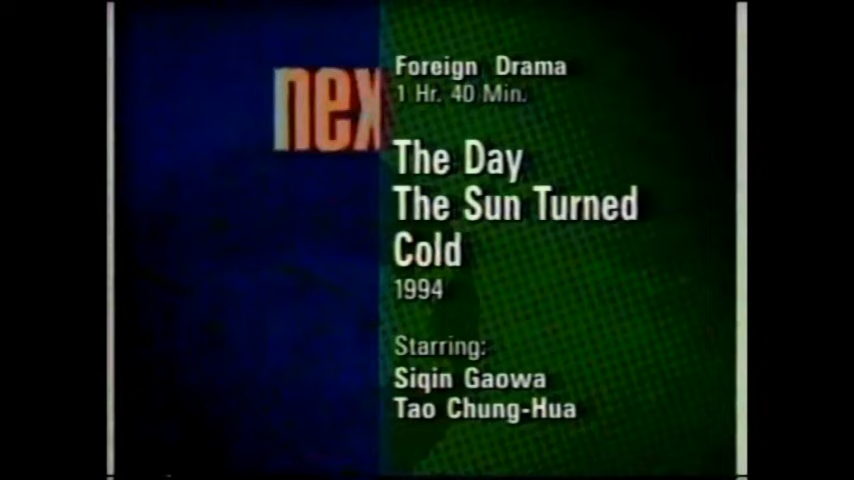 nex
Foreign Drama
1 Hr. 40 Min.
The Day
The Sun Turned
Cold
1994
Starring:
Siqin Gaowa
Tao Chung-Hua